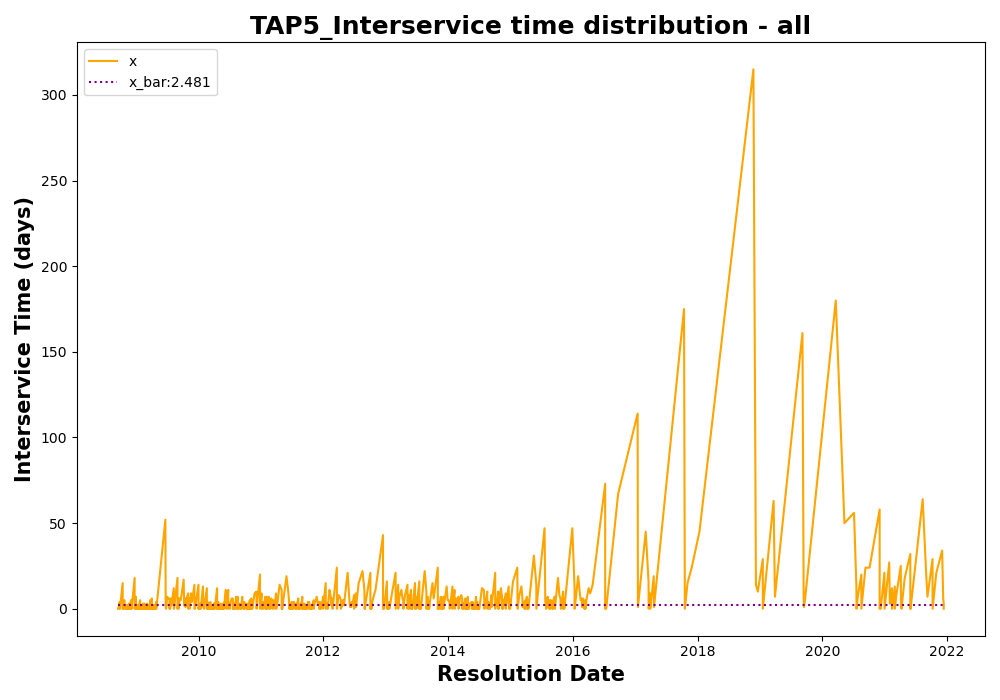 TAP5_Interservice time distribution - all
x
x_bar:2.481
Interservice Time (days)
300
250
200
150
100
50
0
2010 2012 2014 2016 2018 2020 2022
Resolution Date